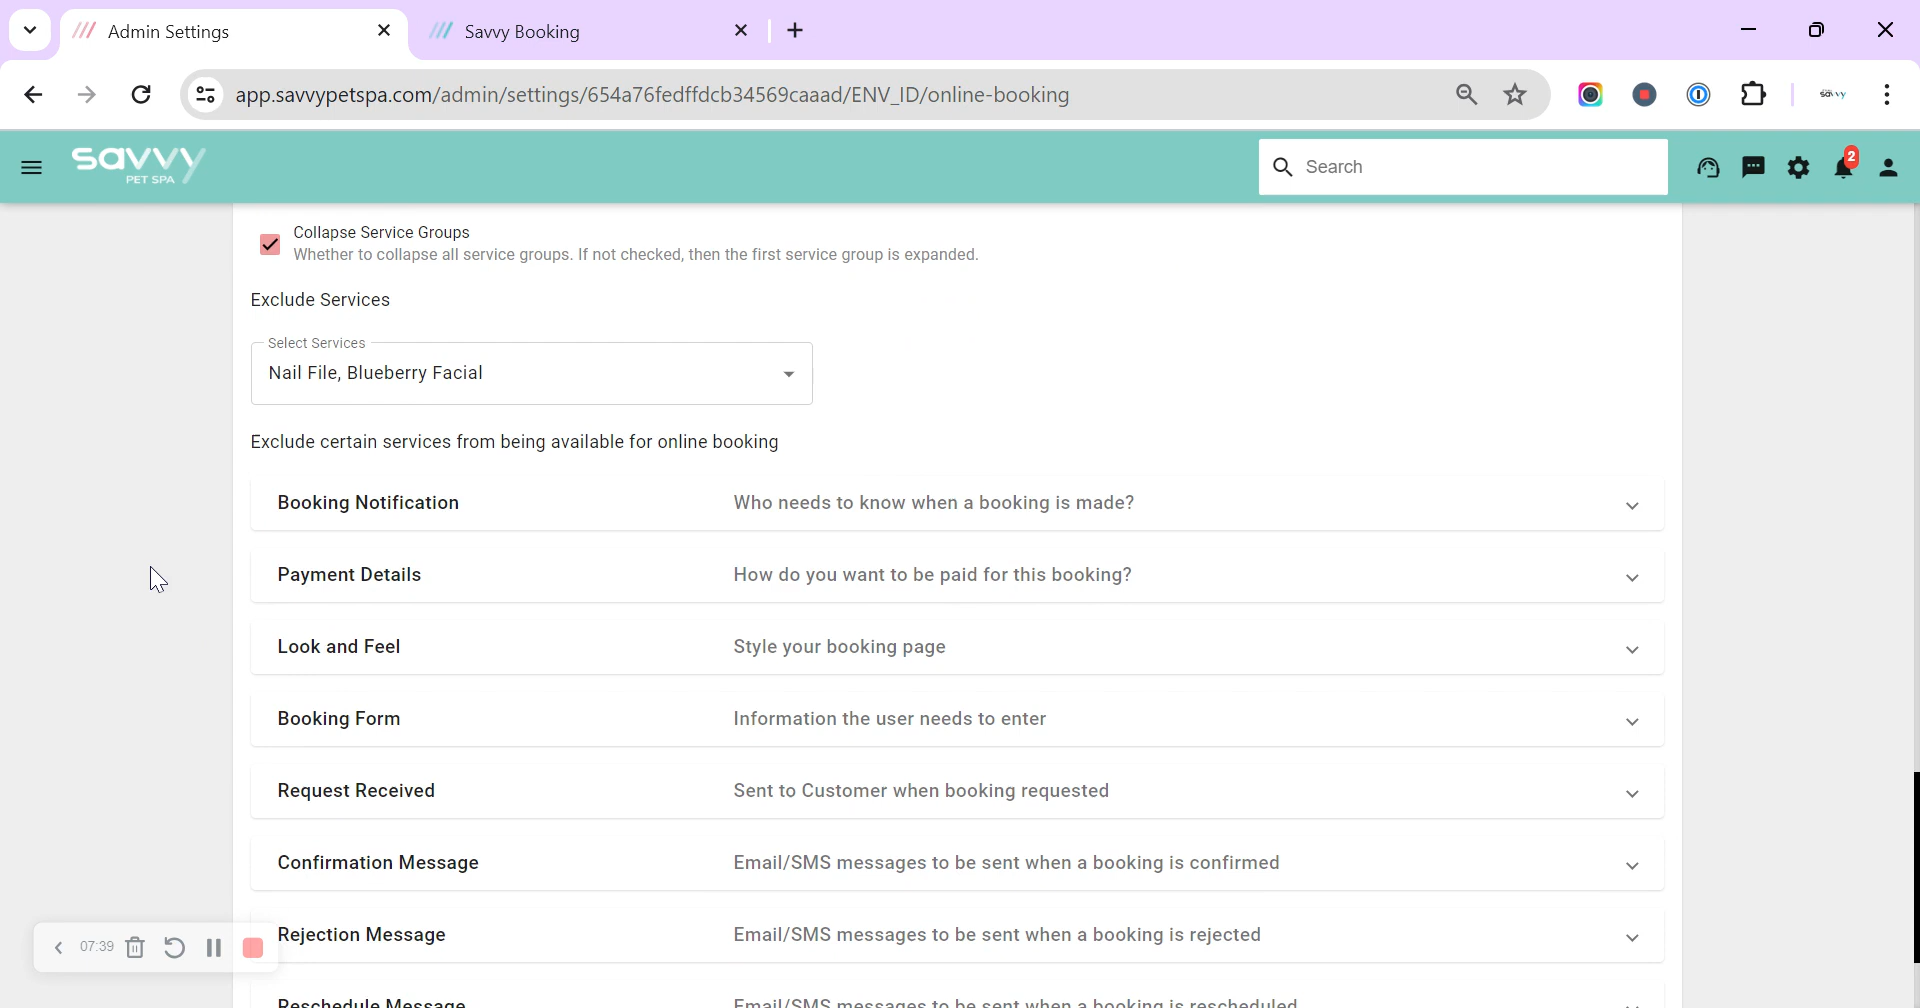 Admin Settings
Savvy Booking
app.savvypetspa.com/admin/settings/654a76fedffdcb34569caaad/ENV_ID/online-booking
savvy
savvy
PET SPA
Search
2
Collapse Service Groups
Whether to collapse all service groups. If not checked, then the first service group is expanded.
Exclude Services
Select Services
Nail File, Blueberry Facial
Exclude certain services from being available for online booking
Booking Notification Who needs to know when a booking is made?
Payment Details How do you want to be paid for this booking?
Look and Feel Style your booking page
Booking Form Information the user needs to enter
Request Received Sent to Customer when booking requested
Confirmation Message Email/SMS messages to be sent when a booking is confirmed
07:39
Rejection Message Email/SMS messages to be sent when a booking is rejected
Reschedule Message Email/SMS messages to be sent when a booking is rescheduled